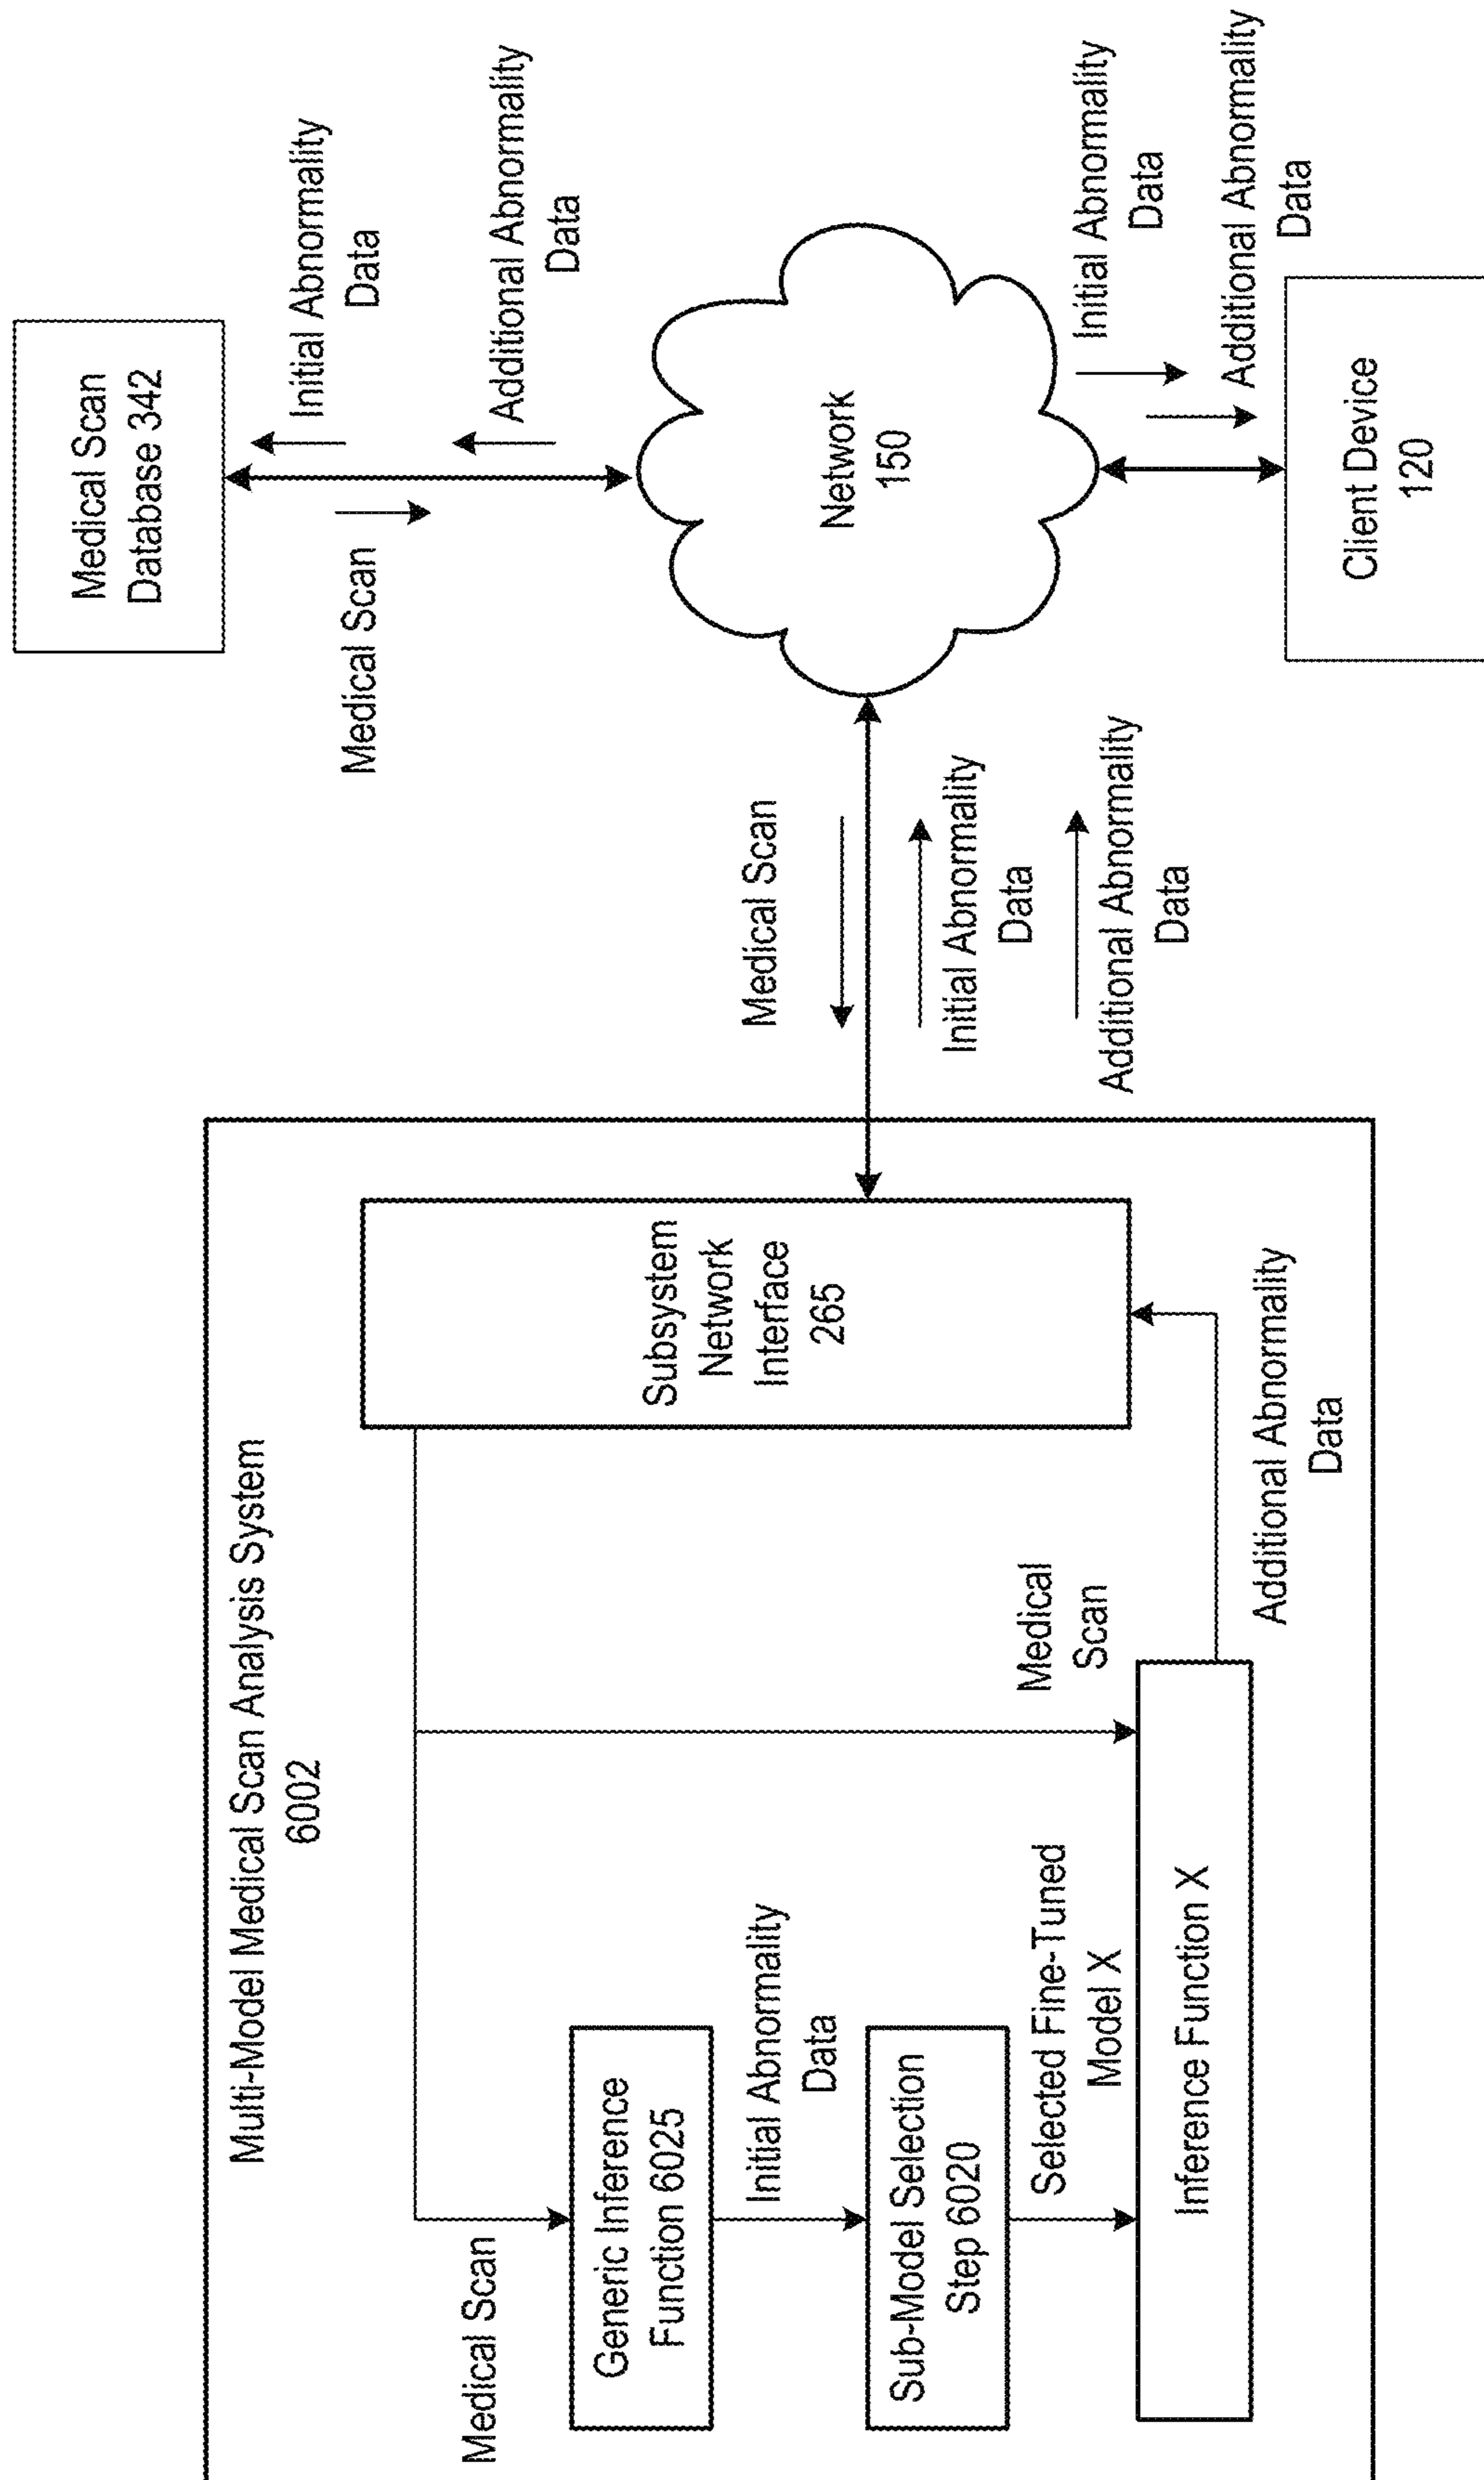 Multi-Model Medical Scan Analysis System
6002
Medical Scan
Generic Inference
Function 6025
Initial Abnormality
Data
Sub-Model Selection
Step 6020
Selected Fine-Tuned
Model X
Medical
Scan
Inference Function X
Additional Abnormality
Data
Subsystem
Network
Interface
265
Medical Scan
Initial Abnormality
Data
Additional Abnormality
Data
Medical Scan
Database 342
Medical Scan
Initial Abnormality
Data
Additional Abnormality
Data
Network
150
Initial Abnormality
Data
Additional Abnormality
Data
Client Device
120